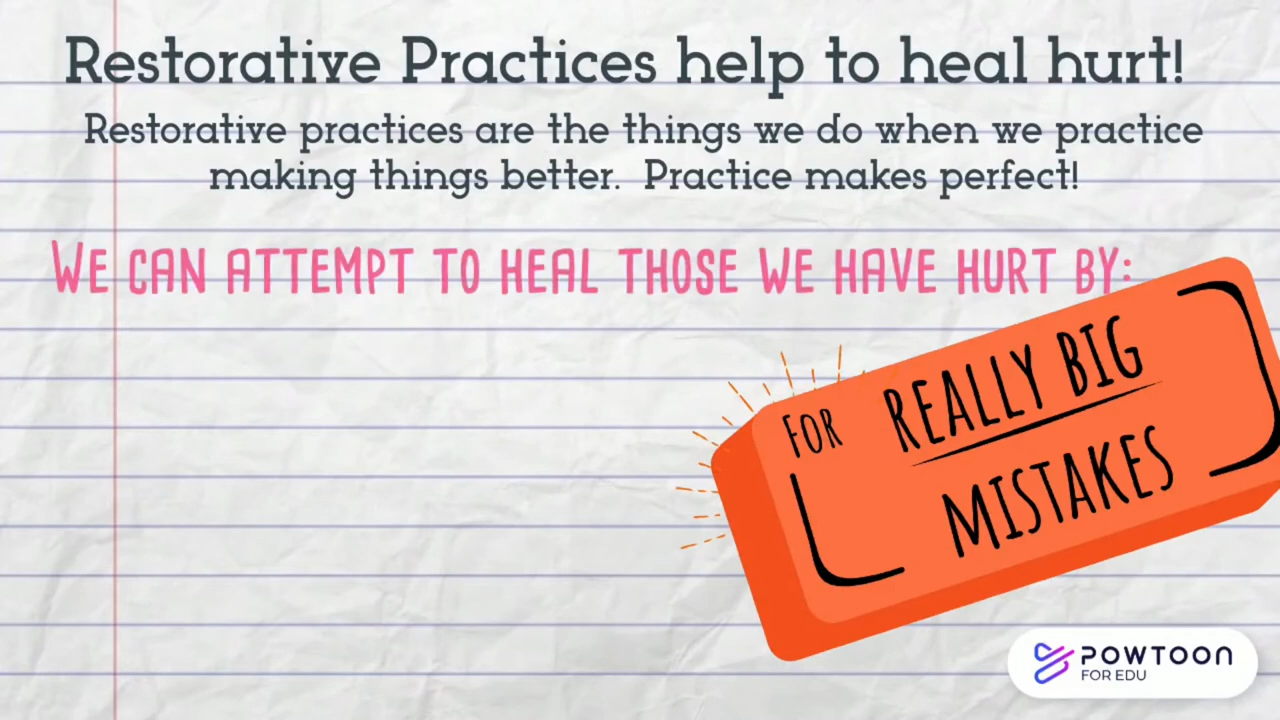 Restorative Practices help to heal hurt!
Restorative practices are the things we do when we practice
making things better. Practice makes perfect!
WE CAN ATTEMPT TO HEAL THOSE WE HAVE HURT BY:
FOR REALLY BIG
MISTAKES
POWTOON
FOR EDU